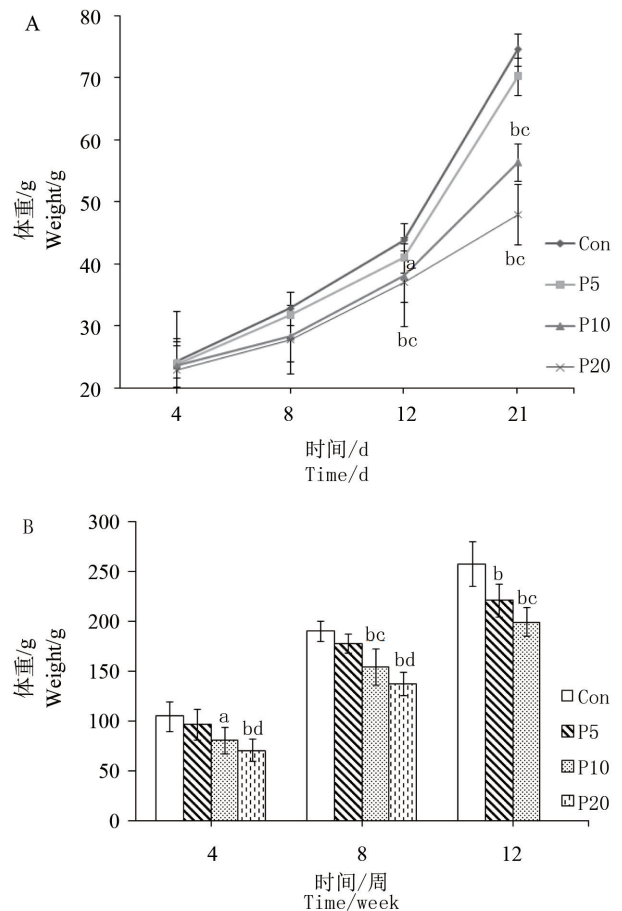 A
80
70
60
50
40
30
20
体重/g
Weight/g
bc
bc
a
bc
Con
P5
P10
P20
4 8 12 21
时间/d
Time/d
B
300
250
200
150
100
50
0
体重/g
Weight/g
a
bd
bc
bd
b
bc
Con
P5
P10
P20
4 8 12
时间/周
Time/week